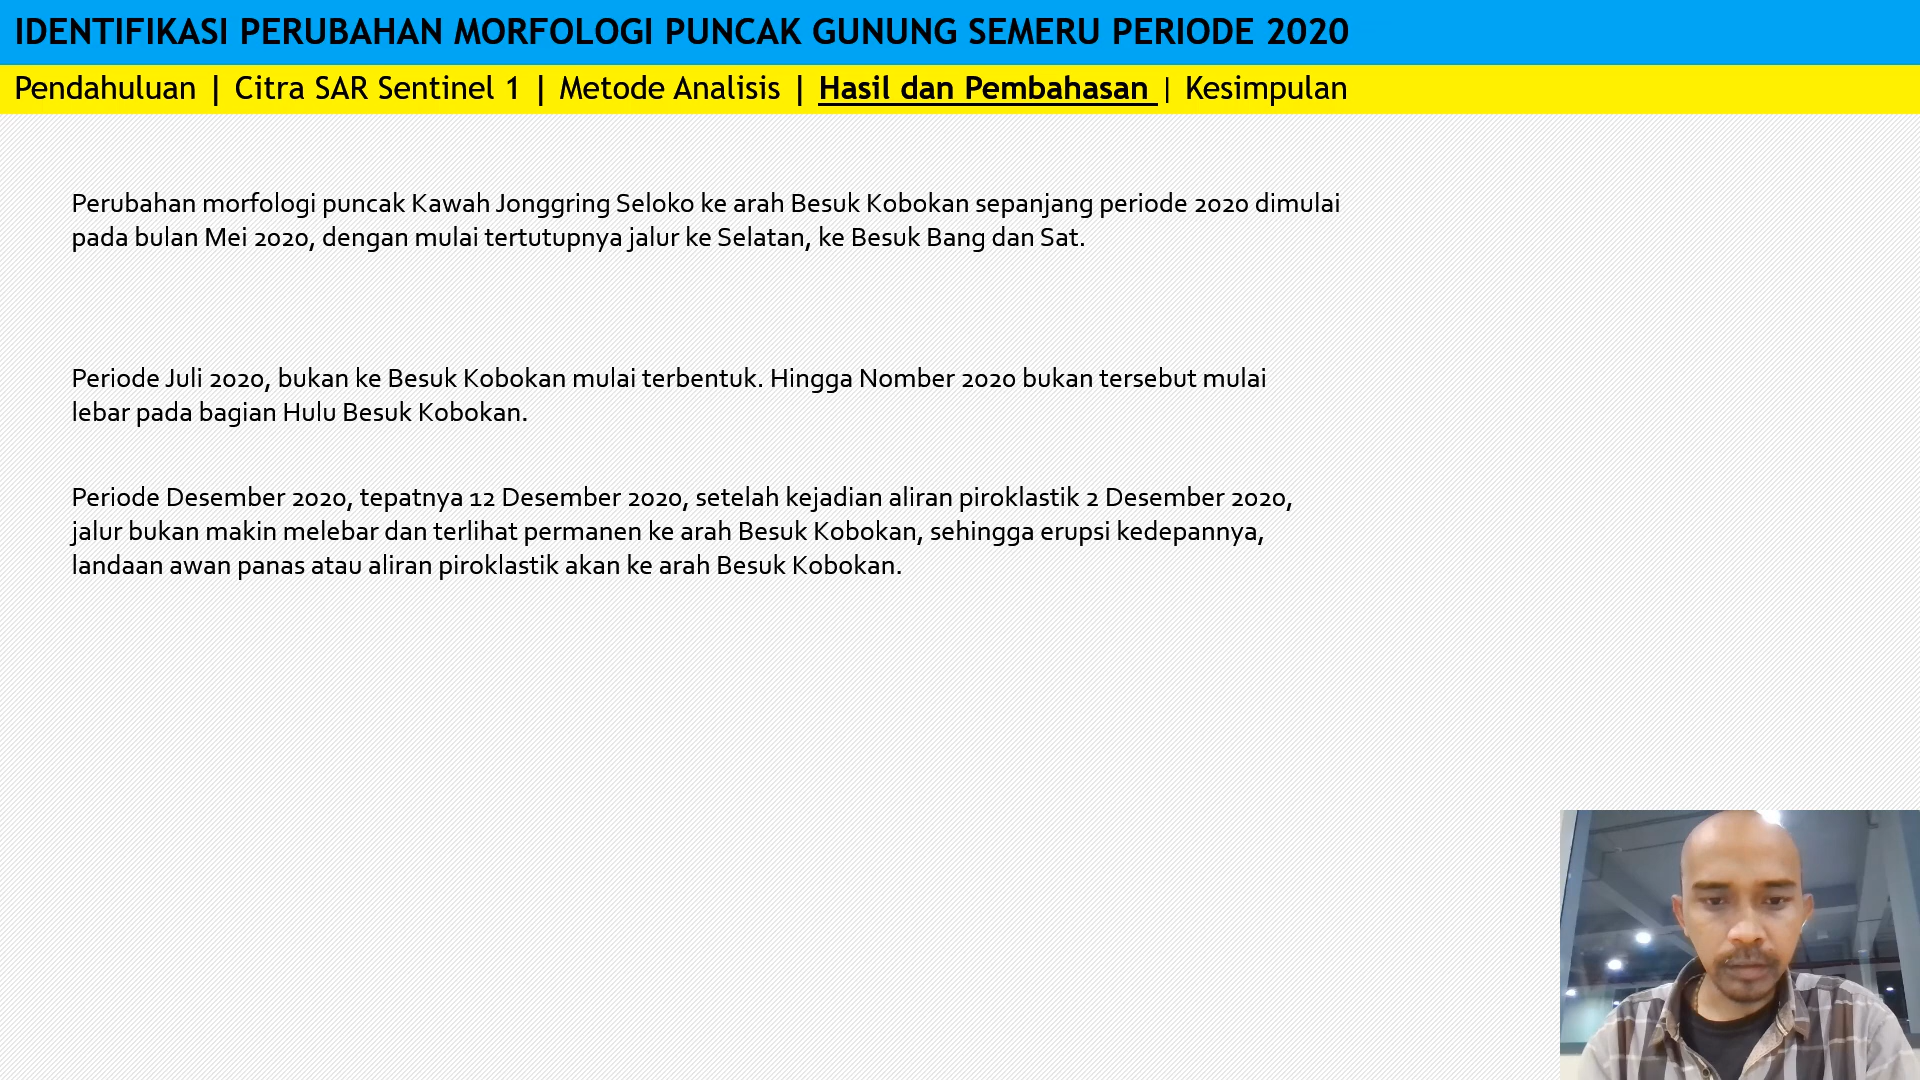 IDENTIFIKASI PERUBAHAN MORFOLOGI PUNCAK GUNUNG SEMERU PERIODE 2020
Pendahuluan | Citra SAR Sentinel 1 | Metode Analisis | Hasil dan Pembahasan | Kesimpulan
Perubahan morfologi puncak Kawah Jonggring Seloko ke arah Besuk Kobokan sepanjang periode 2020 dimulai
pada bulan Mei 2020, dengan mulai tertutupnya jalur ke Selatan, ke Besuk Bang dan Sat.
Periode Juli 2020, bukan ke Besuk Kobokan mulai terbentuk. Hingga Nomber 2020 bukan tersebut mulai
lebar pada bagian Hulu Besuk Kobokan.
Periode Desember 2020, tepatnya 12 Desember 2020, setelah kejadian aliran piroklastik 2 Desember 2020,
jalur bukan makin melebar dan terlihat permanen ke arah Besuk Kobokan, sehingga erupsi kedepannya,
landaan awan panas atau aliran piroklastik akan ke arah Besuk Kobokan.